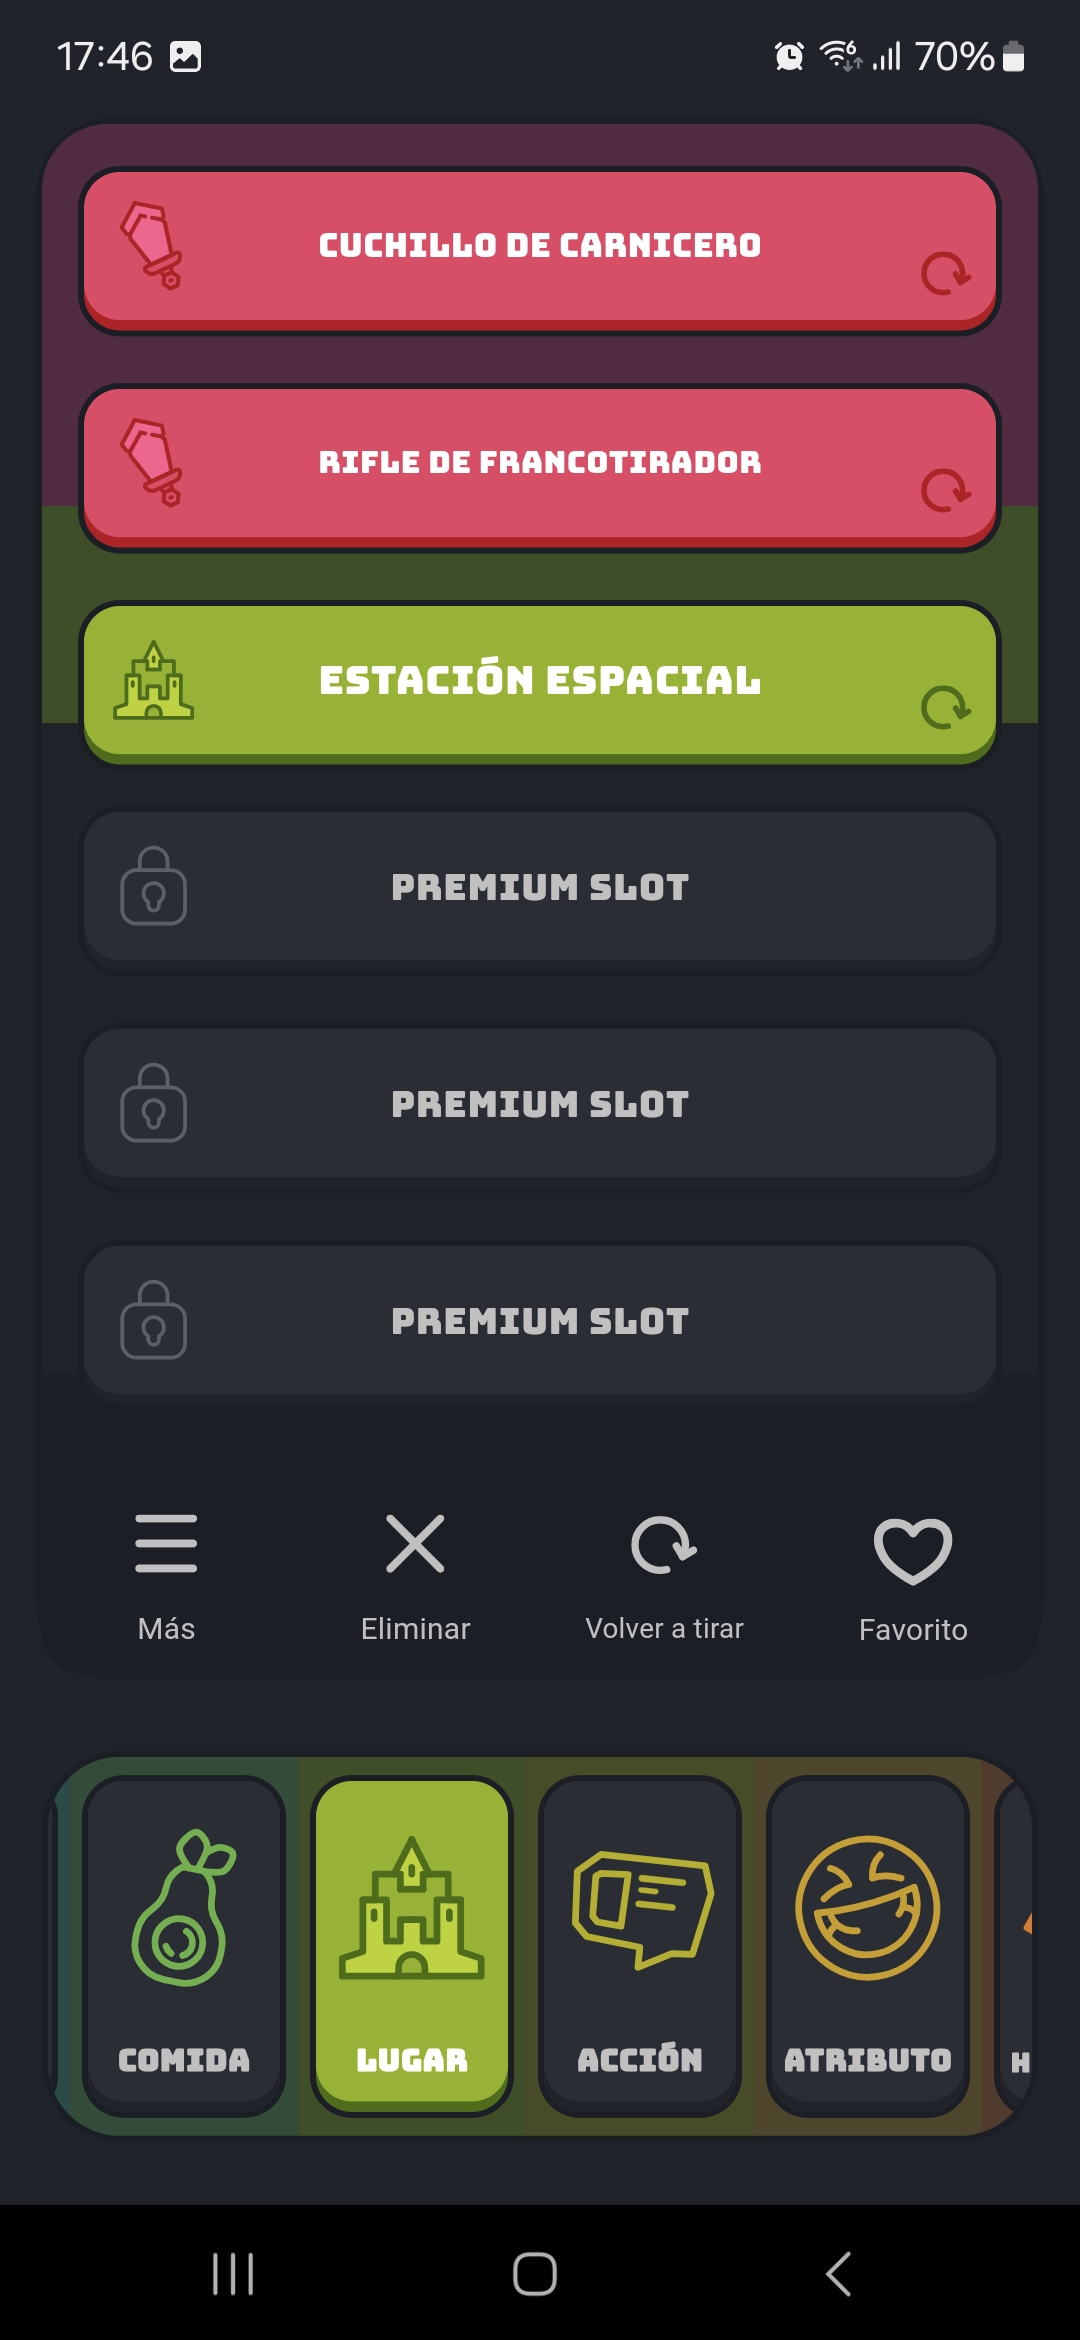 17:46
6
70%
CUCHILLO DE CARNICERO
RIFLE DE FRANCOTIRADOR
ESTACIÓN ESPACIAL
PREMIUM SLOT
PREMIUM SLOT
PREMIUM SLOT
Más
Eliminar
Volver a tirar
Favorito
COMIDA
LUGAR
ACCIÓN
ATRIBUTO
H